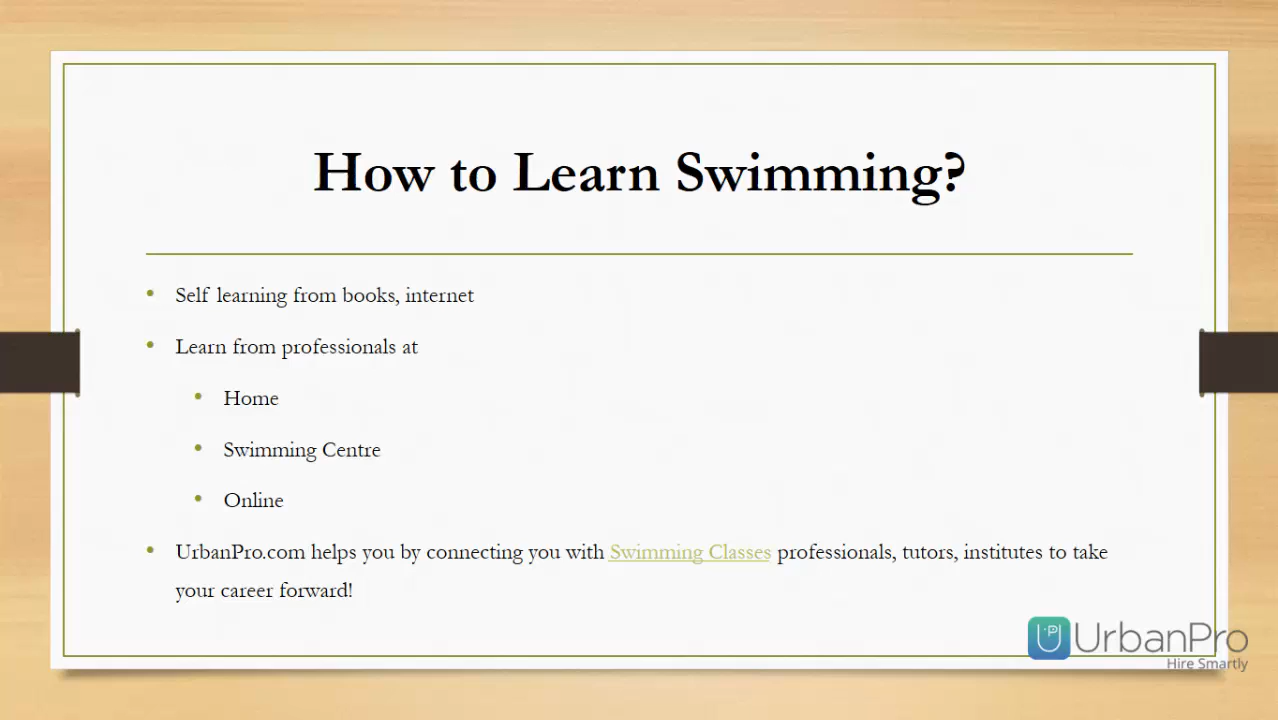 How to Learn Swimming?
• Self learning from books, internet
• Learn from professionals at
• Home
• Swimming Centre
• Online
• UrbanPro.com helps you by connecting you with Swimming Classes professionals, tutors, institutes to take
your career forward!
UrbanPro
Hire Smartly